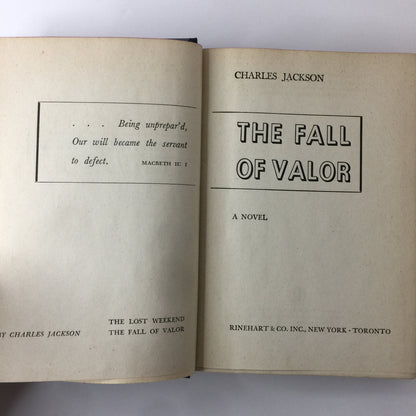 . . . Being unprepar'd,
Our will became the servant
to defect. MACBETH II: I
THE LOST WEEKEND
BY CHARLES JACKSON THE FALL OF VALOR
CHARLES JACKSON
THE FALL
OF VALOR
A NOVEL
RINEHART & CO. INC., NEW YORK · TORONTO